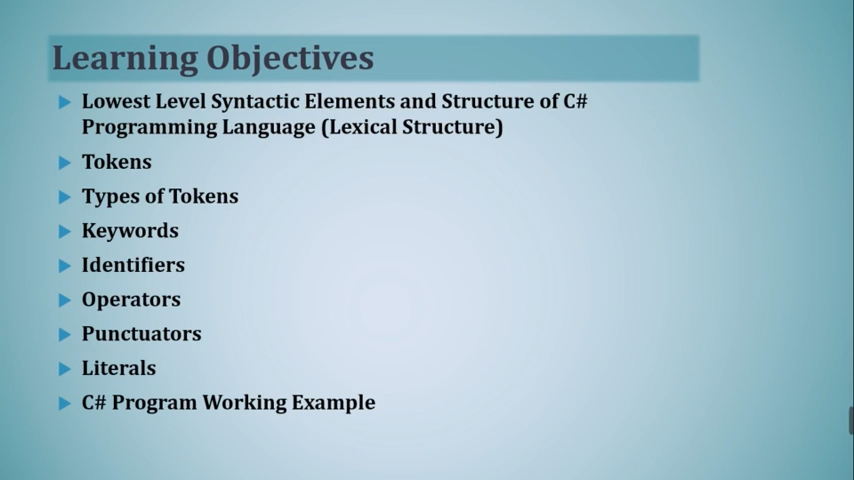 Learning Objectives
Lowest Level Syntactic Elements and Structure of C#
Programming Language (Lexical Structure)
Tokens
Types of Tokens
Keywords
Identifiers
Operators
Punctuators
Literals
C# Program Working Example